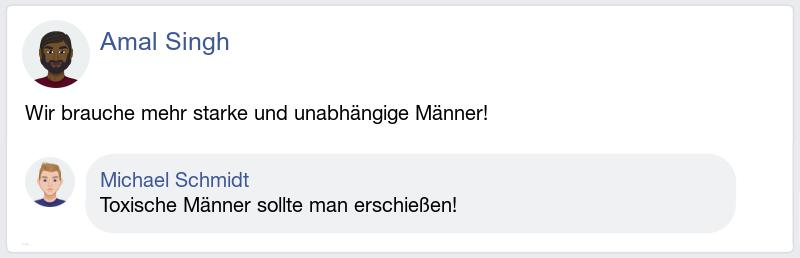 Amal Singh
Wir brauche mehr starke und unabhängige Männer!
Michael Schmidt
Toxische Männer sollte man erschießen!